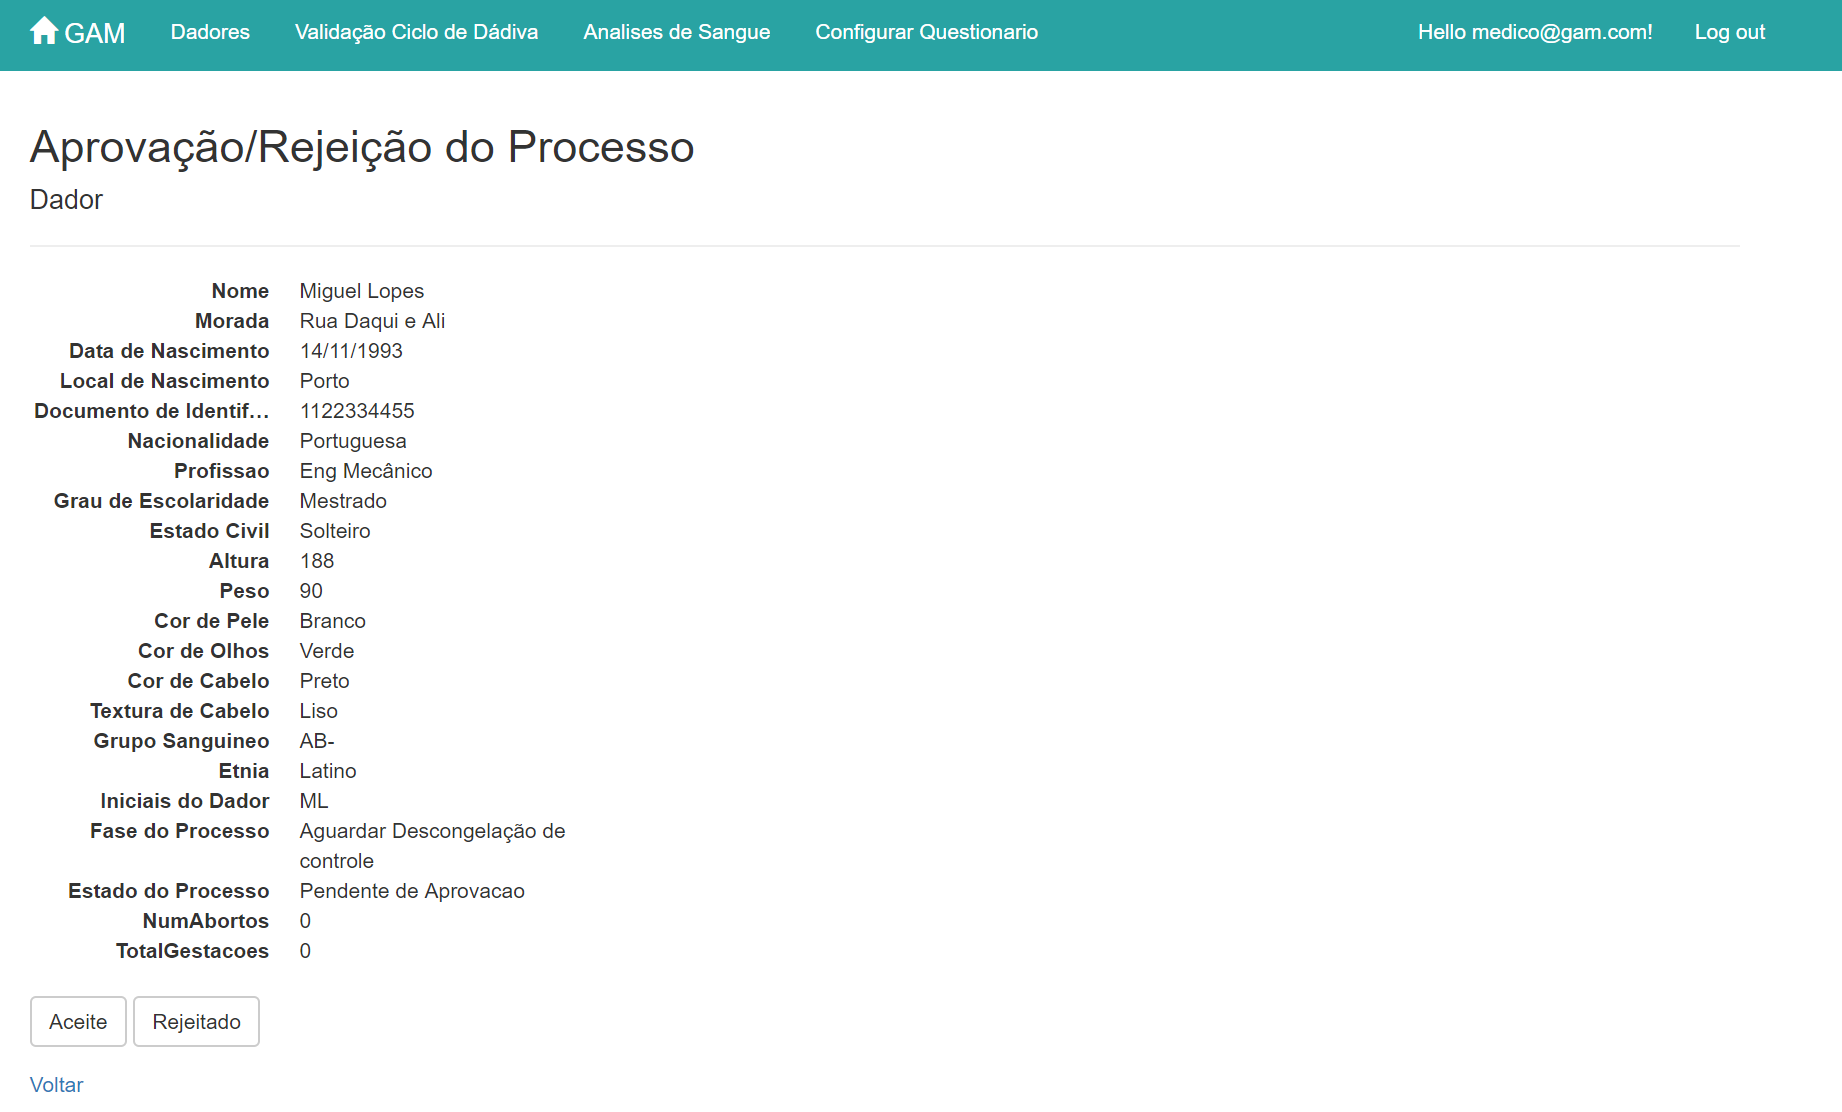 GAM Dadores Validação Ciclo de Dádiva Analises de Sangue Configurar Questionario Hello medico@gam.com! Log out
Aprovação/Rejeição do Processo
Dador
Nome Miguel Lopes
Morada Rua Daqui e Ali
Data de Nascimento 14/11/1993
Local de Nascimento Porto
Documento de Identif... 1122334455
Nacionalidade Portuguesa
Profissao Eng Mecânico
Grau de Escolaridade Mestrado
Estado Civil Solteiro
Altura 188
Peso 90
Cor de Pele Branco
Cor de Olhos Verde
Cor de Cabelo Preto
Textura de Cabelo Liso
Grupo Sanguineo AB-
Etnia Latino
Iniciais do Dador ML
Fase do Processo Aguardar Descongelação de
controle
Estado do Processo Pendente de Aprovacao
NumAbortos 0
TotalGestacoes 0
Aceite Rejeitado
Voltar